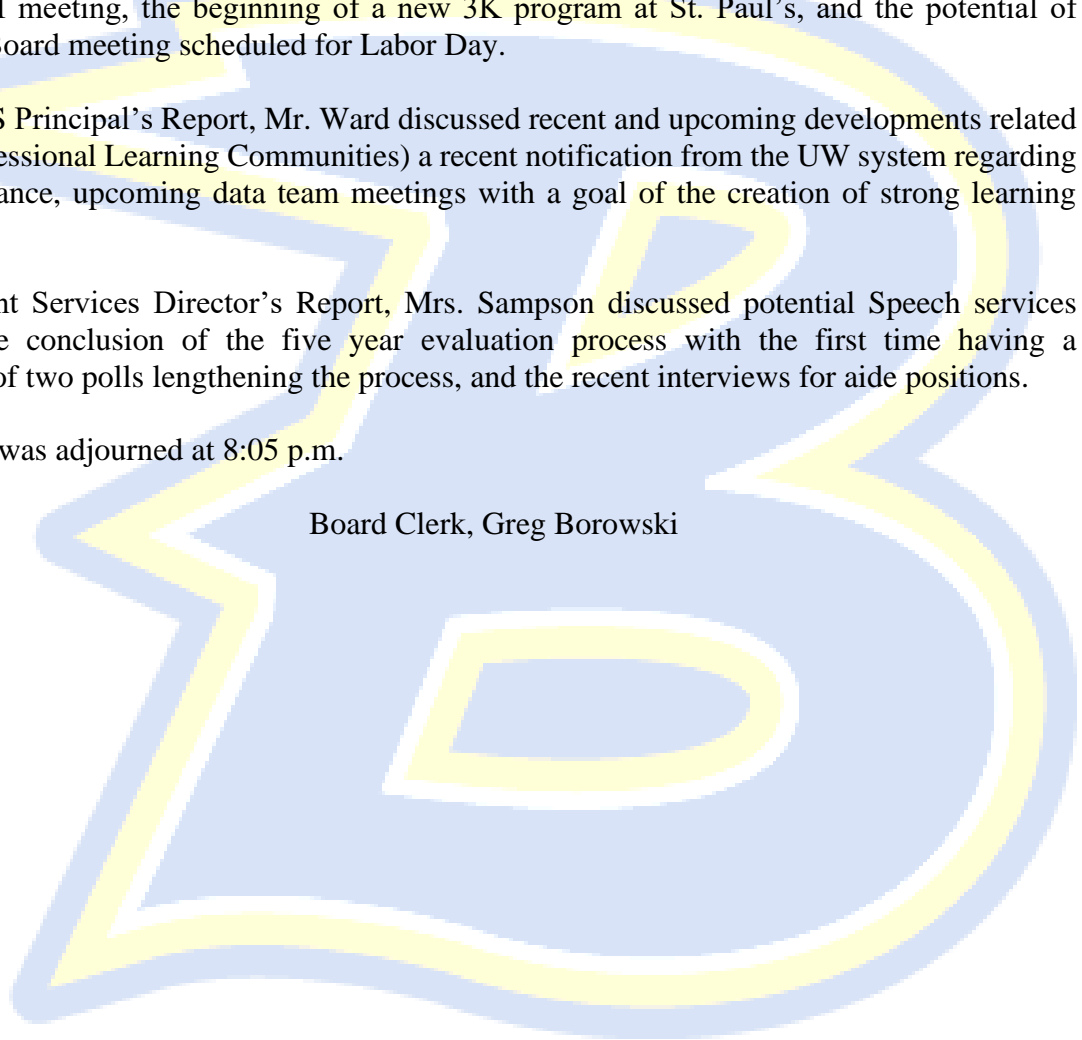 meeting, the beginning of a new 3K program at St. Paul's, and the potential of
Board meeting scheduled for Labor Day.
S Principal's Report, Mr. Ward discussed recent and upcoming developments related
essional Learning Communities) a recent notification from the UW system regarding
ance, upcoming data team meetings with a goal of the creation of strong learning
nt Services Director's Report, Mrs. Sampson discussed potential Speech services
e conclusion of the five year evaluation process with the first time having a
of two polls lengthening the process, and the recent interviews for aide positions.
was adjourned at 8:05 p.m.
Board Clerk, Greg Borowski
B